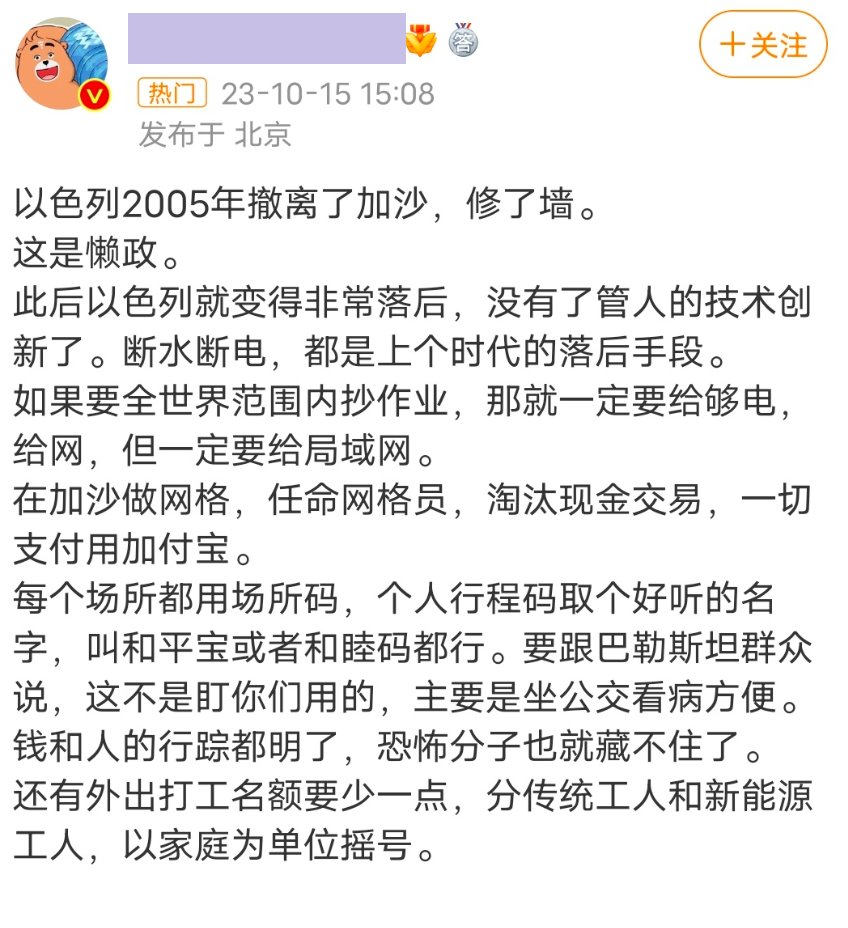 答
+关注
热门 23-10-15 15:08
发布于 北京
以色列2005年撤离了加沙，修了墙。
这是懒政。
此后以色列就变得非常落后，没有了管人的技术创
新了。断水断电，都是上个时代的落后手段。
如果要全世界范围内抄作业，那就一定要给够电，
给网，但一定要给局域网。
在加沙做网格，任命网格员，淘汰现金交易，一切
支付用加付宝。
每个场所都用场所码，个人行程码取个好听的名
字，叫和平宝或者和睦码都行。要跟巴勒斯坦群众
说，这不是盯你们用的，主要是坐公交看病方便。
钱和人的行踪都明了，恐怖分子也就藏不住了。
还有外出打工名额要少一点，分传统工人和新能源
工人，以家庭为单位摇号。